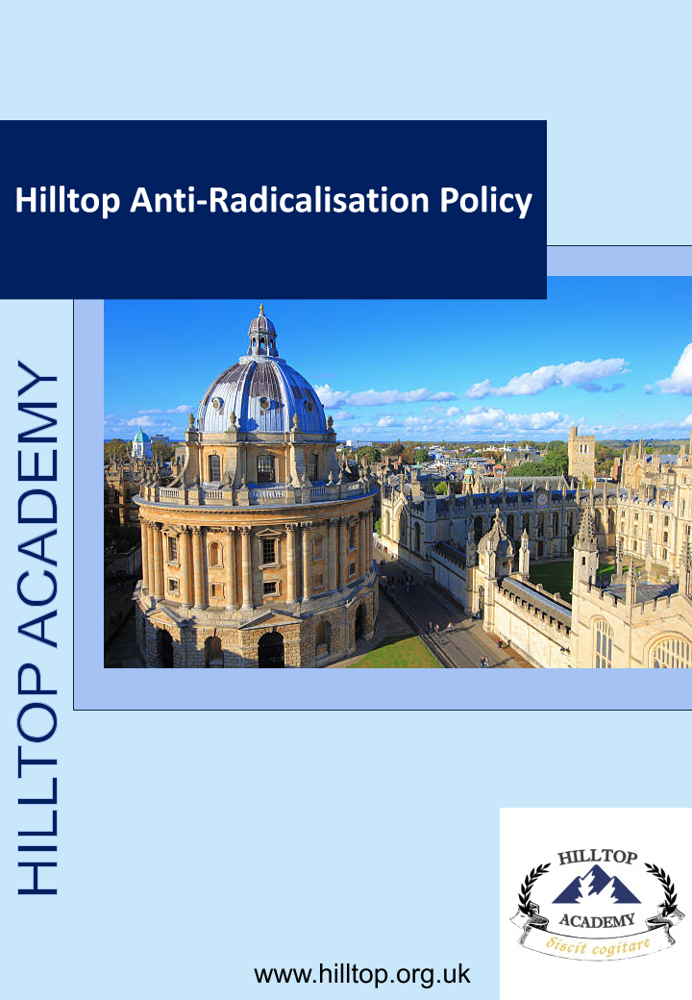 Hilltop Anti-Radicalisation Policy
HILLTOP ACADEMY
HILLTOP
ACADEMY
discit cogitare
www.hilltop.org.uk